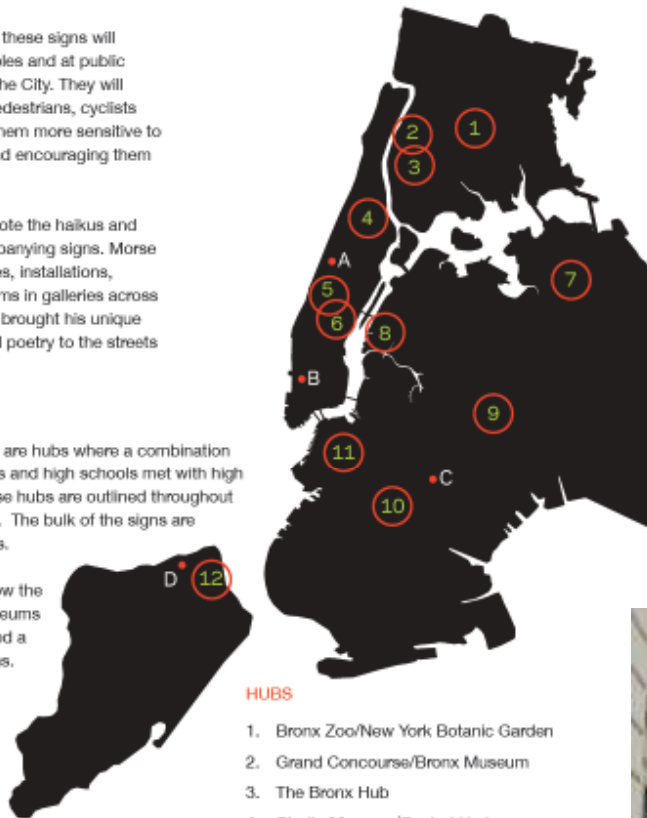 these signs will
oles and at public
he City. They will
edestrians, cyclists
hem more sensitive to
nd encouraging them
ote the haikus and
panying signs. Morse
es, installations,
ms in galleries across
brought his unique
l poetry to the streets
are hubs where a combination
s and high schools met with high
se hubs are outlined throughout
. The bulk of the signs are
s.
ow the
eums
ed a
ns.
1
2
3
4
A
5
6
7
8
B
9
11
C
10
D
12
HUBS
1. Bronx Zoo/New York Botanic Garden
2. Grand Concourse/Bronx Museum
3. The Bronx Hub